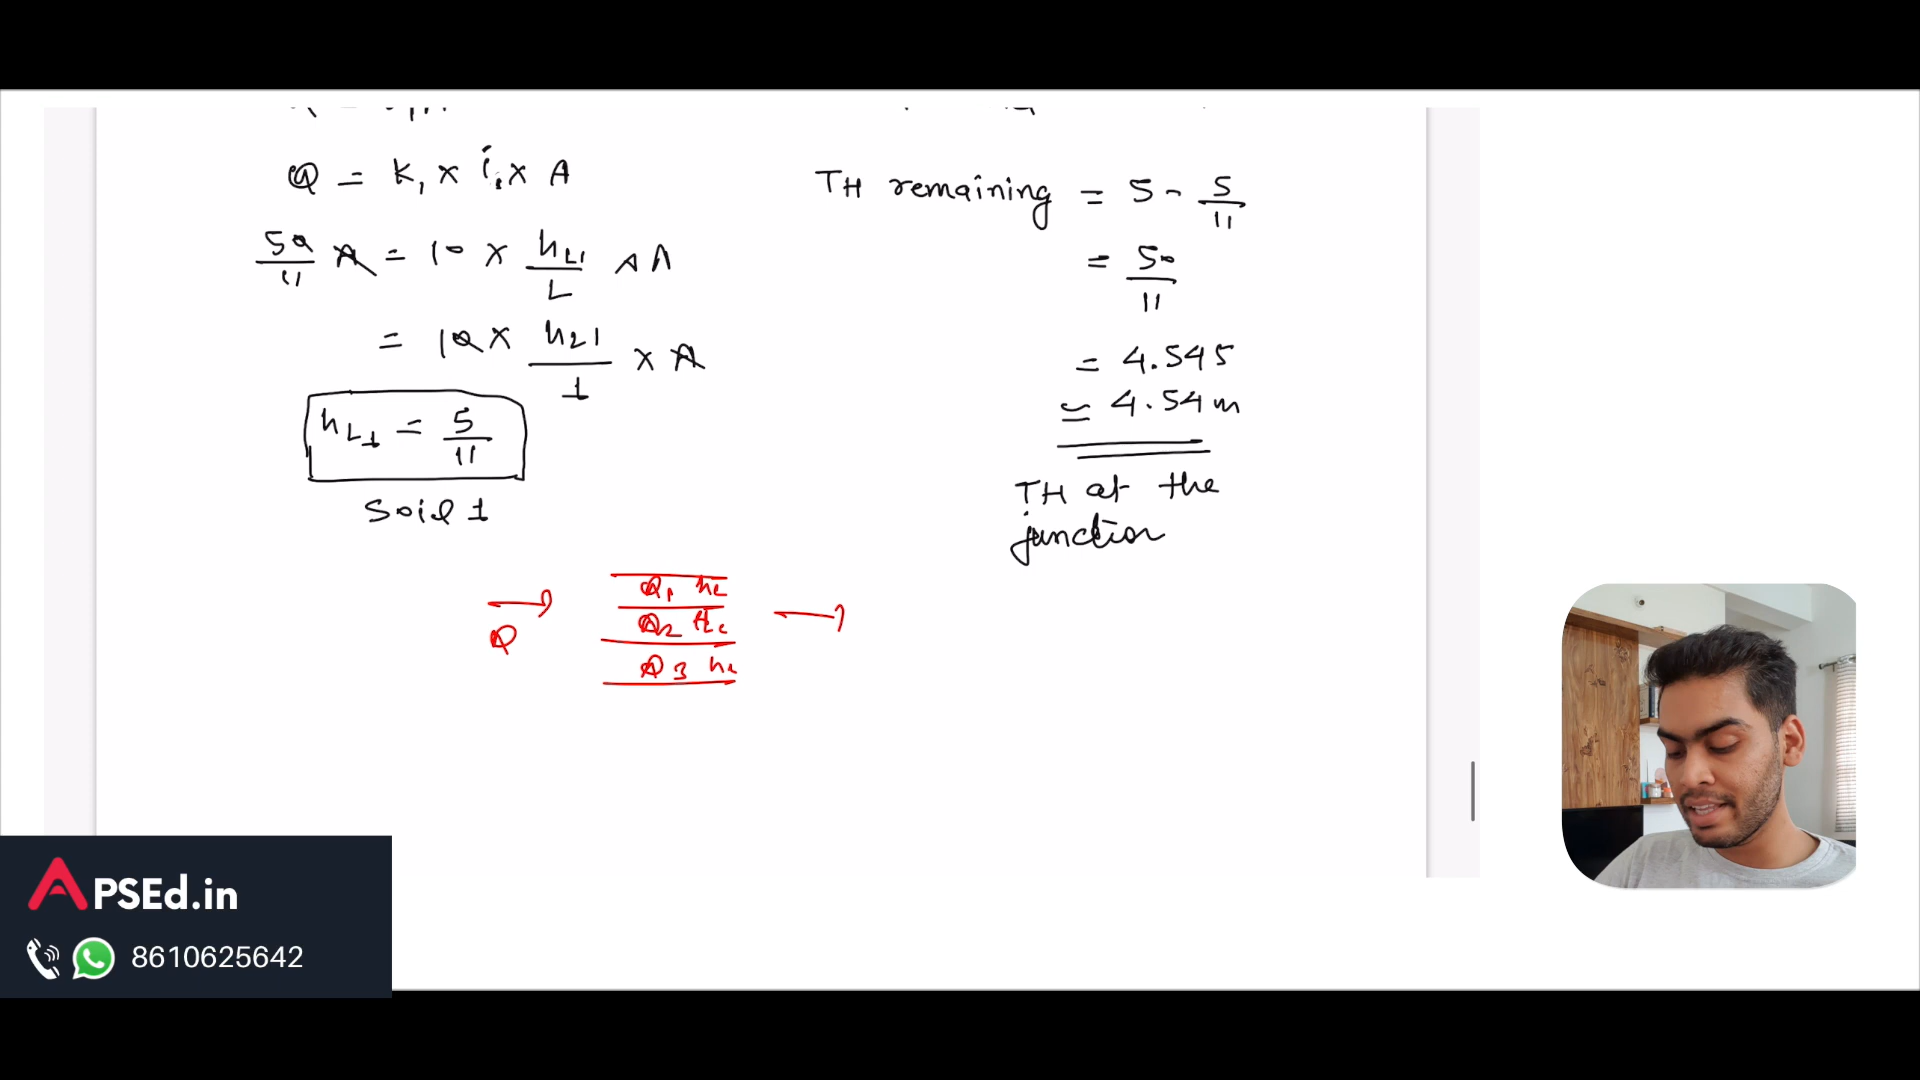 Q = K1 x i1 x A
50/11 A = 10 x hL1/L x A
= 10 x hL1/1 x A
hL1 = 5/11
Soil 1
TH remaining = 5 - 5/11
= 50/11
= 4.545
≃ 4.54m
TH at the
junction
Q
Q1 hL
Q2 HL
Q3 hL
APSEd.in
8610625642